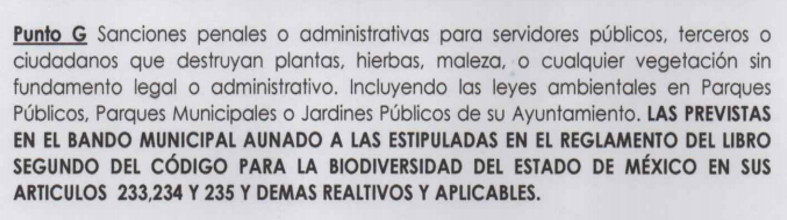 Punto G Sanciones penales o administrativas para servidores públicos, terceros o
ciudadanos que destruyan plantas, hierbas, maleza, o cualquier vegetación sin
fundamento legal o administrativo. Incluyendo las leyes ambientales en Parques
Públicos, Parques Municipales o Jardines Públicos de su Ayuntamiento. LAS PREVISTAS
EN EL BANDO MUNICIPAL AUNADO A LAS ESTIPULADAS EN EL REGLAMENTO DEL LIBRO
SEGUNDO DEL CÓDIGO PARA LA BIODIVERSIDAD DEL ESTADO DE MÉXICO EN SUS
ARTICULOS 233,234 Y 235 Y DEMAS REALTIVOS Y APLICABLES.